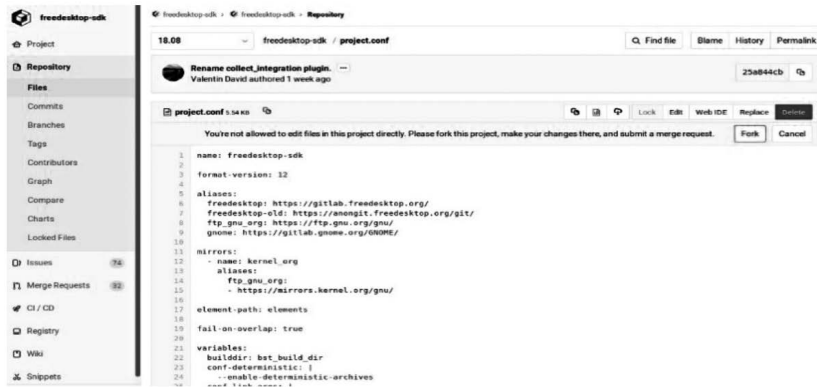 freedesktop-sdk
Project
Repository
Files
Commits
Branches
Tags
Contributors
Graph
Compare
Charts
Locked Files
Issues 74
Merge Requests 32
CI / CD
Registry
Wiki
Snippets
freedesktop-sdk › freedesktop-sdk › Repository
18.08 freedesktop-sdk / project.conf Find file Blame History Permalink
Rename collect_integration plugin.
Valentin David authored 1 week ago
25a844cb
project.conf 5.54 KB Lock Edit Web IDE Replace Delete
You're not allowed to edit files in this project directly. Please fork this project, make your changes there, and submit a merge request. Fork Cancel
1 name: freedesktop-sdk
2
3 format-version: 12
4
5 aliases:
6 freedesktop: https://gitlab.freedesktop.org/
7 freedesktop-old: https://anongit.freedesktop.org/git/
8 ftp_gnu_org: https://ftp.gnu.org/gnu/
9 gnome: https://gitlab.gnome.org/GNOME/
10
11 mirrors:
12 - name: kernel_org
13 aliases:
14 ftp_gnu_org:
15 - https://mirrors.kernel.org/gnu/
16
17 element-path: elements
18
19 fail-on-overlap: true
20
21 variables:
22 builddir: bst_build_dir
23 conf-deterministic: |
24 --enable-deterministic-archives